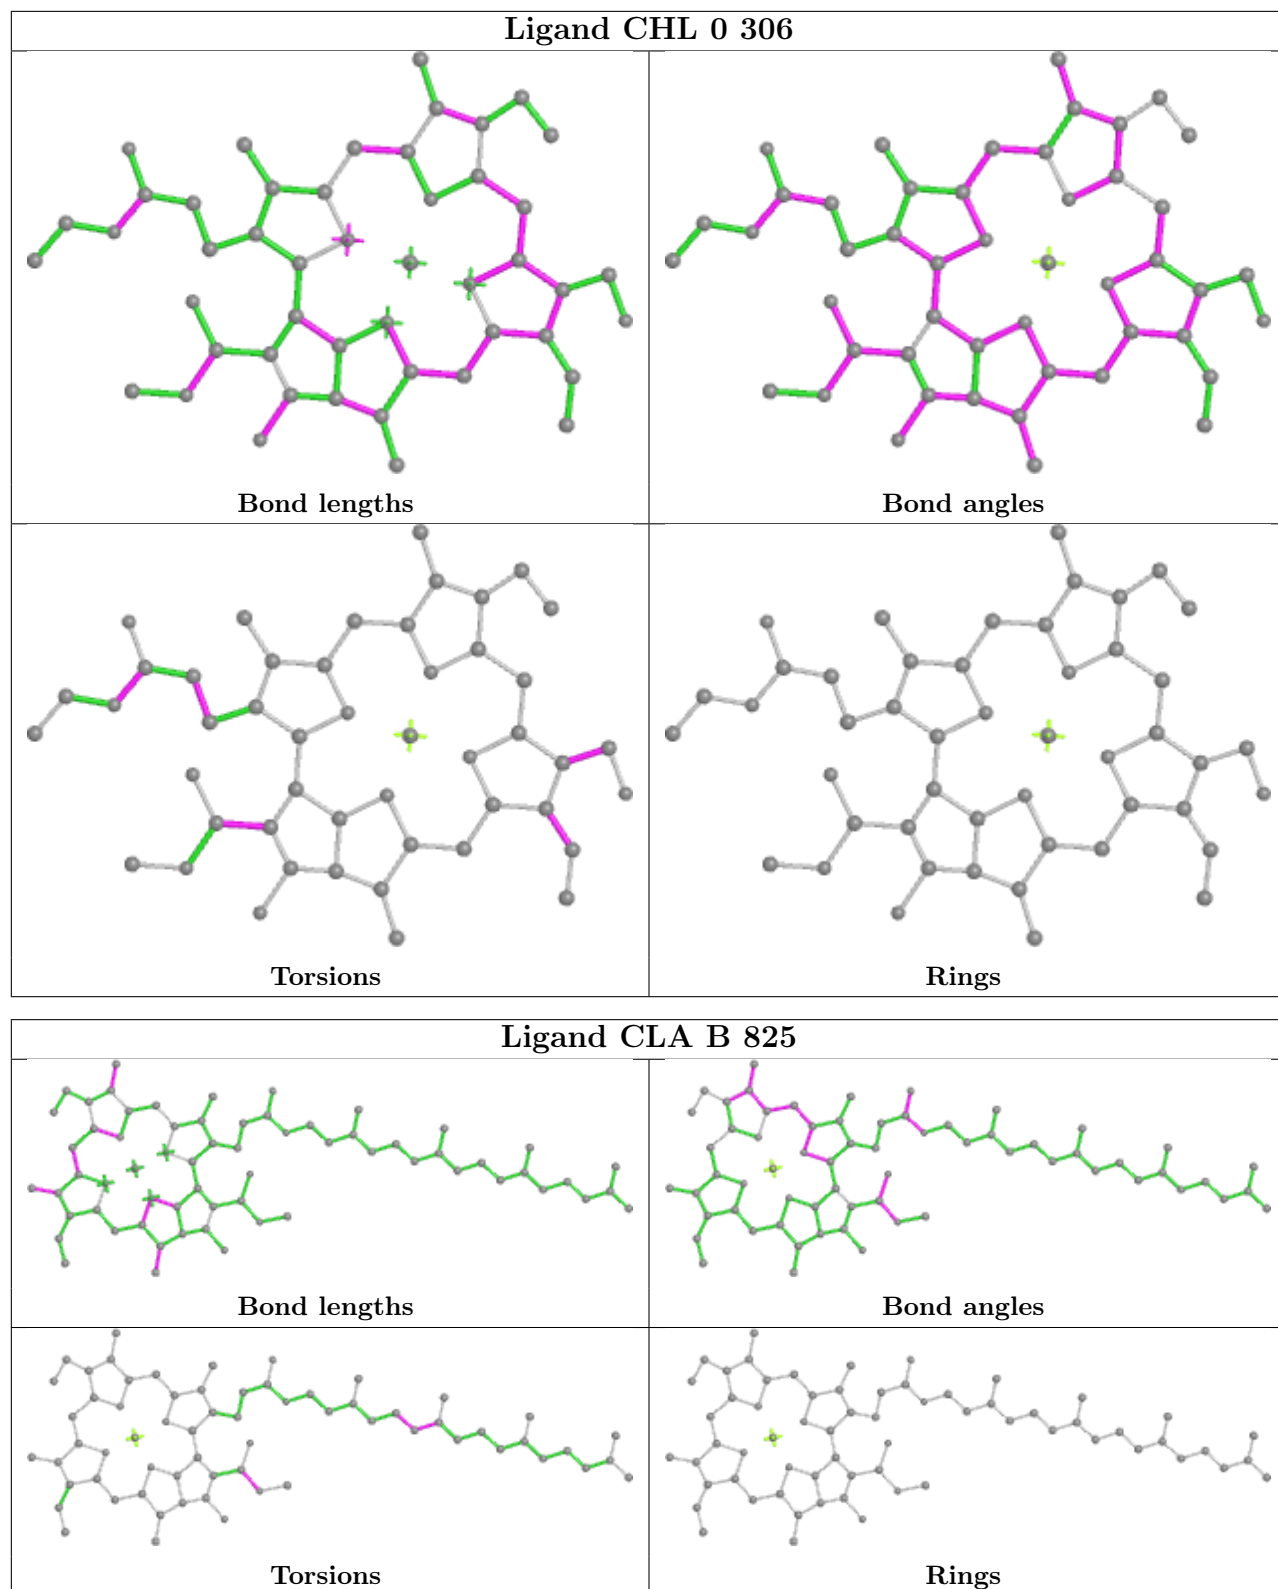 Ligand CHL 0 306
Bond lengths
Bond angles
Torsions
Rings
Ligand CLA B 825
Bond lengths
Bond angles
Torsions
Rings